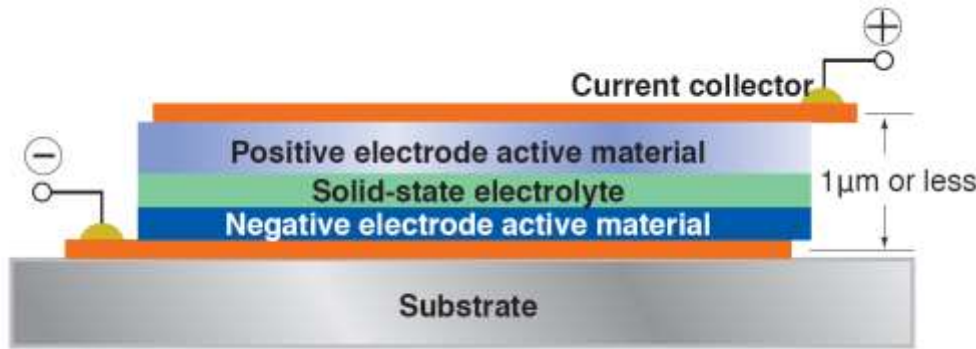 ⊕
Current collector
Positive electrode active material
⊖
Solid-state electrolyte
1μm or less
Negative electrode active material
Substrate